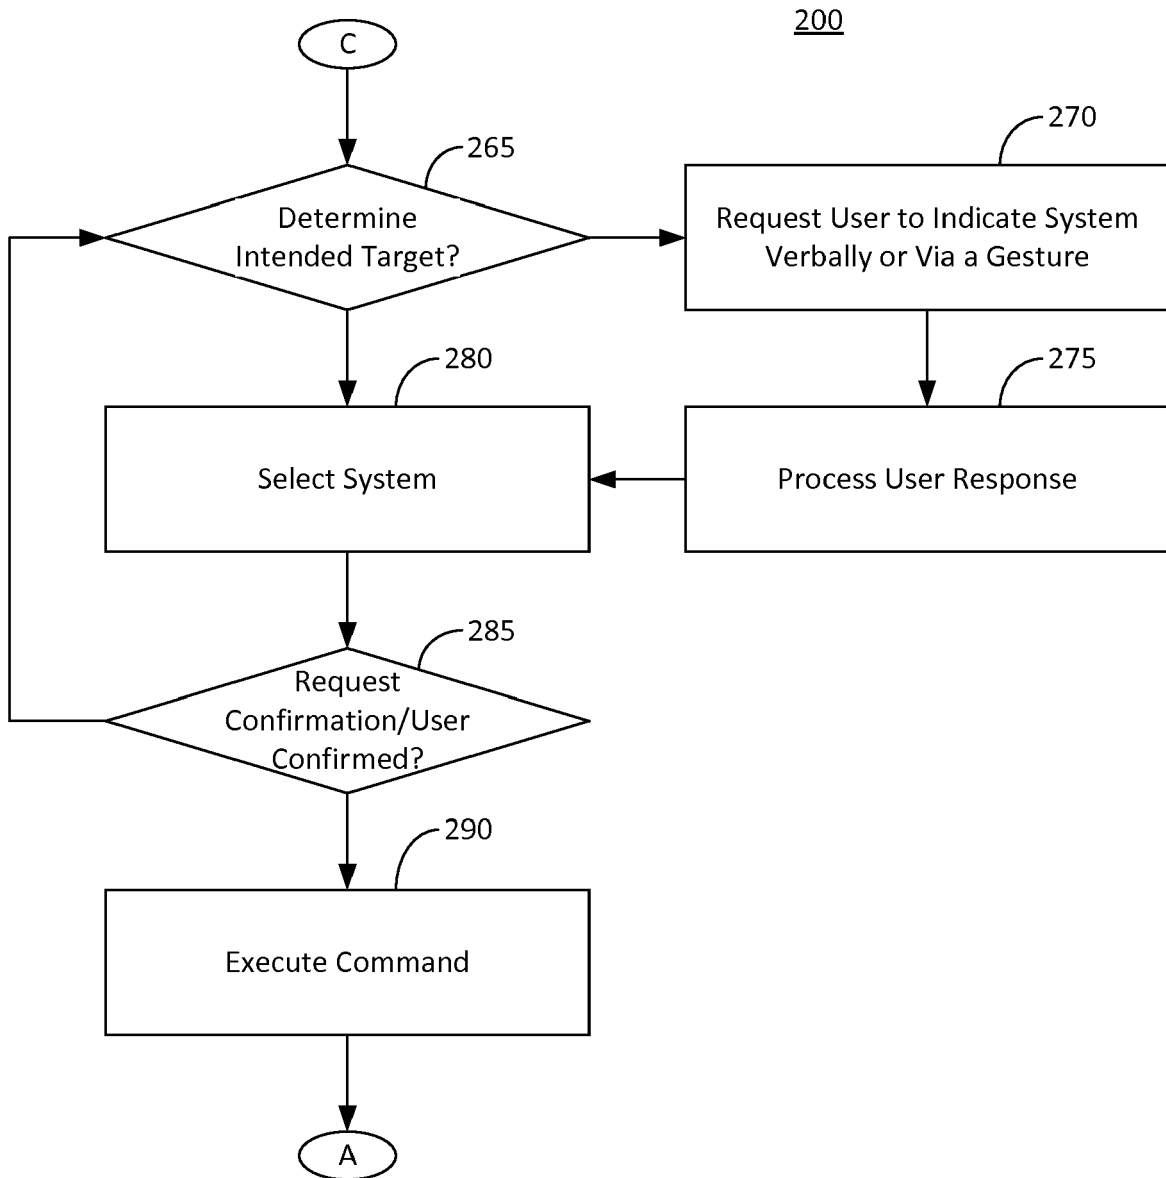 200
C
265
270
Determine
Intended Target?
Request User to Indicate System
Verbally or Via a Gesture
280
275
Select System
Process User Response
285
Request
Confirmation/User
Confirmed?
290
Execute Command
A